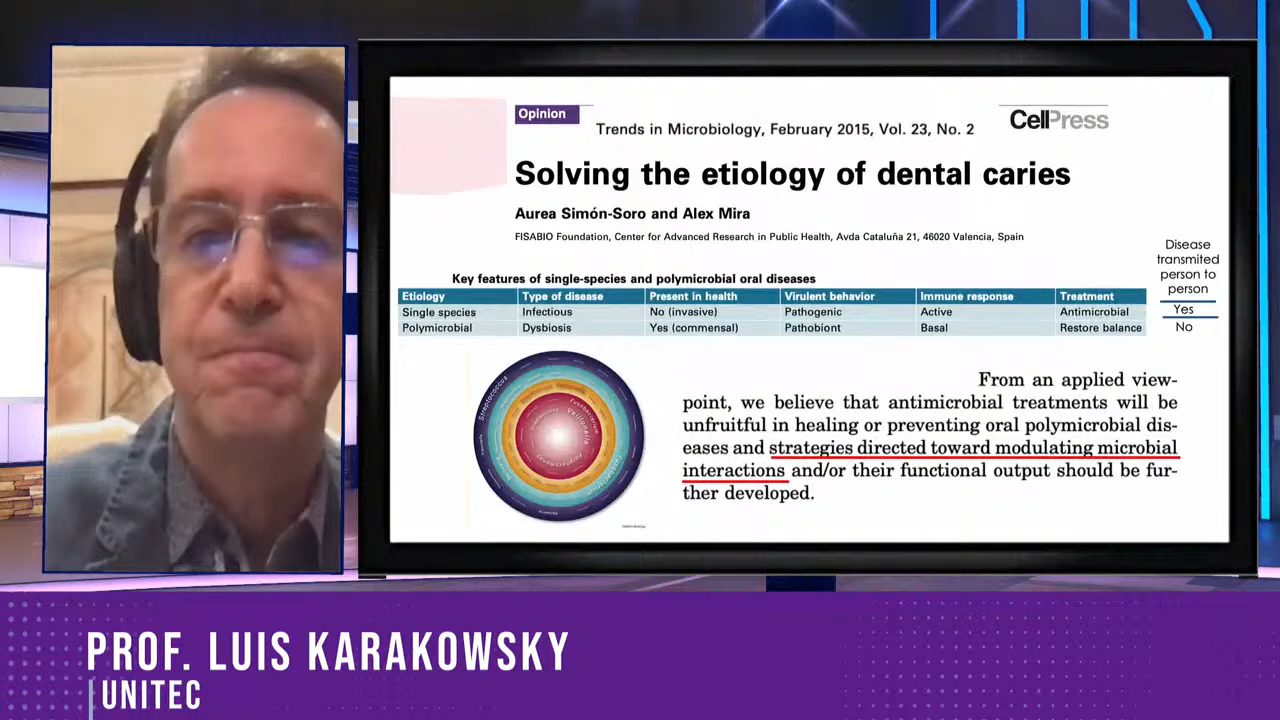 Opinion
CellPress
Trends in Microbiology, February 2015, Vol. 23, No. 2
Solving the etiology of dental caries
Aurea Simón-Soro and Alex Mira
FISABIO Foundation, Center for Advanced Research in Public Health, Avda Cataluña 21, 46020 Valencia, Spain
Disease
transmited
person to
person
Key features of single-species and polymicrobial oral diseases
Etiology Type of disease Present in health Virulent behavior Immune response Treatment
Single species Infectious No (invasive) Pathogenic Active Antimicrobial Yes
Polymicrobial Dysbiosis Yes (commensal) Pathobiont Basal Restore balance No
Streptococcus
Veillonella
From an applied view-
point, we believe that antimicrobial treatments will be
unfruitful in healing or preventing oral polymicrobial dis-
eases and strategies directed toward modulating microbial
interactions and/or their functional output should be fur-
ther developed.
PROF. LUIS KARAKOWSKY
UNITEC